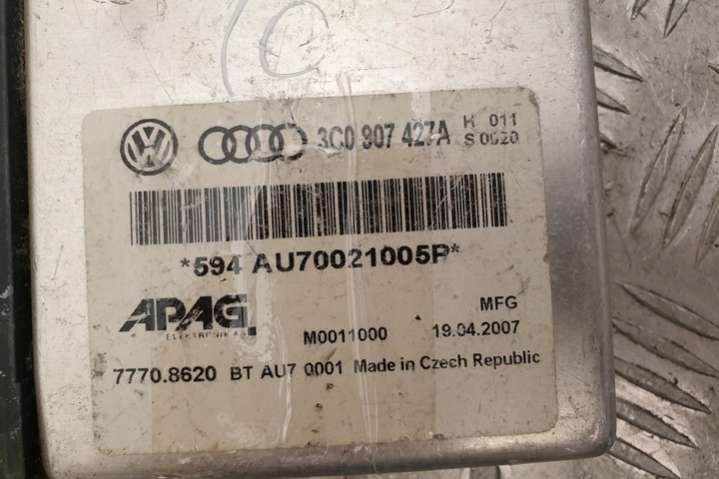 3C0 907 427A H 011
S 0020
*594 AU70021005P*
APAG
ELEKTRONIK
M0011000
MFG
19.04.2007
7770.8620 BT AU7 0001 Made in Czech Republic